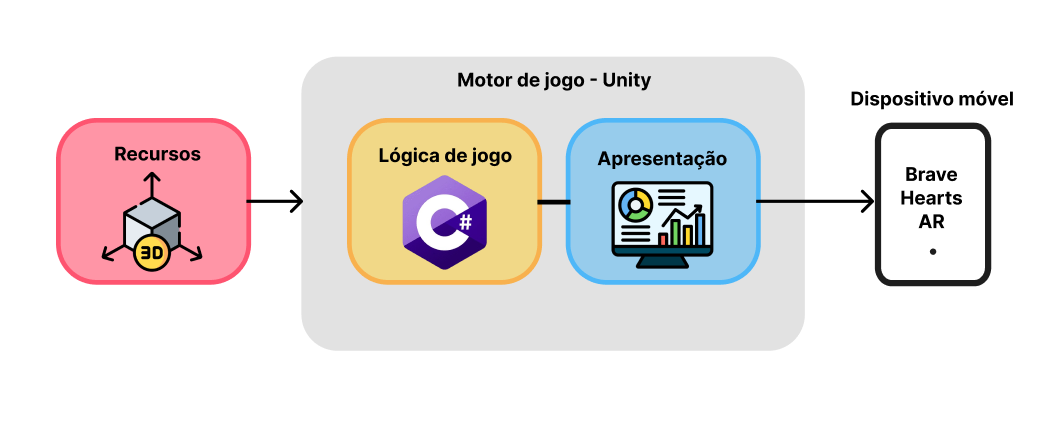 Motor de jogo - Unity
Dispositivo móvel
Recursos
3D
Lógica de jogo
C#
Apresentação
Brave
Hearts
AR